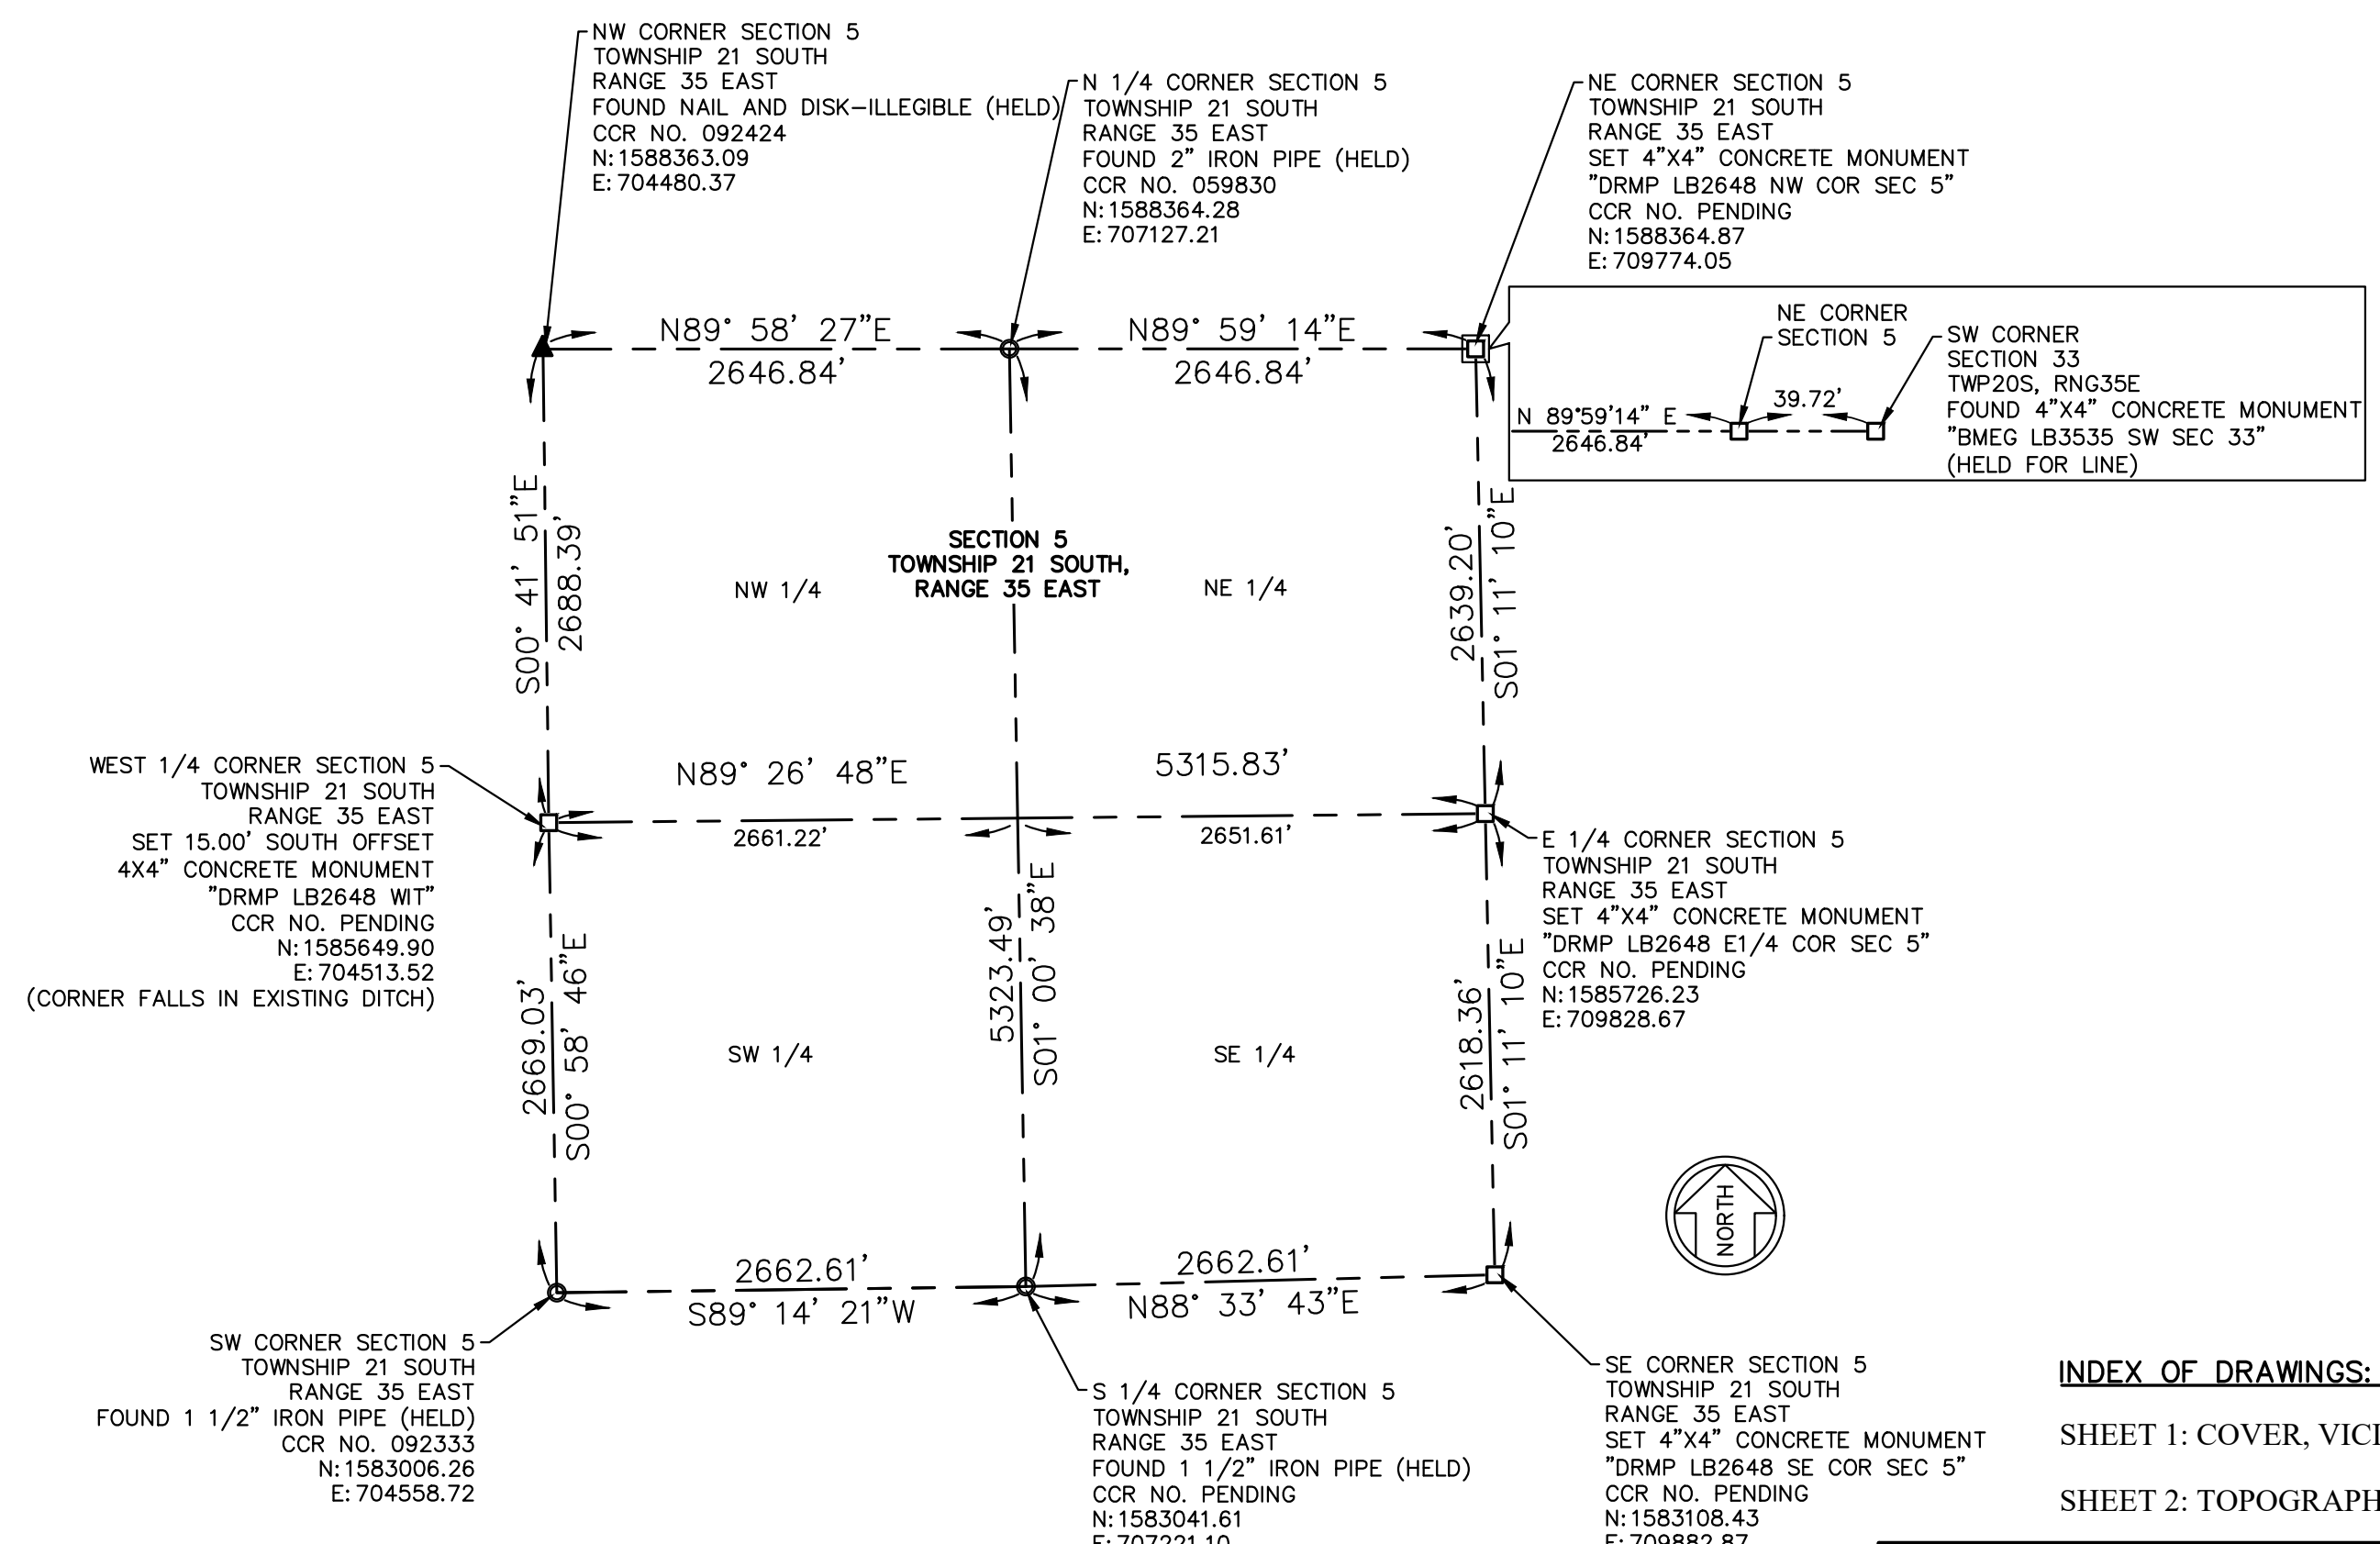 NW CORNER SECTION 5
TOWNSHIP 21 SOUTH
RANGE 35 EAST
FOUND NAIL AND DISK-ILLEGIBLE (HELD)
CCR NO. 092424
N:1588363.09
E:704480.37
N 1/4 CORNER SECTION 5
TOWNSHIP 21 SOUTH
RANGE 35 EAST
FOUND 2" IRON PIPE (HELD)
CCR NO. 059830
N:1588364.28
E:707127.21
NE CORNER SECTION 5
TOWNSHIP 21 SOUTH
RANGE 35 EAST
SET 4"X4" CONCRETE MONUMENT
"DRMP LB2648 NW COR SEC 5"
CCR NO. PENDING
N:1588364.87
E:709774.05
N89° 58' 27"E
2646.84'
N89° 59' 14"E
2646.84'
NE CORNER
SECTION 5
SW CORNER
SECTION 33
TWP20S, RNG35E
FOUND 4"X4" CONCRETE MONUMENT
"BMEG LB3535 SW SEC 33"
(HELD FOR LINE)
39.72'
N 89°59'14" E
2646.84'
S00° 41' 51"E
2688.39'
SECTION 5
TOWNSHIP 21 SOUTH,
RANGE 35 EAST
NW 1/4
NE 1/4
2639.20'
S01° 11' 10"E
WEST 1/4 CORNER SECTION 5
TOWNSHIP 21 SOUTH
RANGE 35 EAST
SET 15.00' SOUTH OFFSET
4X4" CONCRETE MONUMENT
"DRMP LB2648 WIT"
CCR NO. PENDING
N:1585649.90
E:704513.52
(CORNER FALLS IN EXISTING DITCH)
N89° 26' 48"E
5315.83'
2661.22'
2651.61'
E 1/4 CORNER SECTION 5
TOWNSHIP 21 SOUTH
RANGE 35 EAST
SET 4"X4" CONCRETE MONUMENT
"DRMP LB2648 E1/4 COR SEC 5"
CCR NO. PENDING
N:1585726.23
E:709828.67
2669.03'
S00° 58' 46"E
5323.49'
S01° 00' 38"E
2618.36'
S01° 11' 10"E
SW 1/4
SE 1/4
NORTH
2662.61'
S89° 14' 21"W
2662.61'
N88° 33' 43"E
SW CORNER SECTION 5
TOWNSHIP 21 SOUTH
RANGE 35 EAST
FOUND 1 1/2" IRON PIPE (HELD)
CCR NO. 092333
N:1583006.26
E:704558.72
S 1/4 CORNER SECTION 5
TOWNSHIP 21 SOUTH
RANGE 35 EAST
FOUND 1 1/2" IRON PIPE (HELD)
CCR NO. PENDING
N:1583041.61
E:707221.10
SE CORNER SECTION 5
TOWNSHIP 21 SOUTH
RANGE 35 EAST
SET 4"X4" CONCRETE MONUMENT
"DRMP LB2648 SE COR SEC 5"
CCR NO. PENDING
N:1583108.43
E:709882.87
INDEX OF DRAWINGS:
SHEET 1: COVER,
SHEET 2: